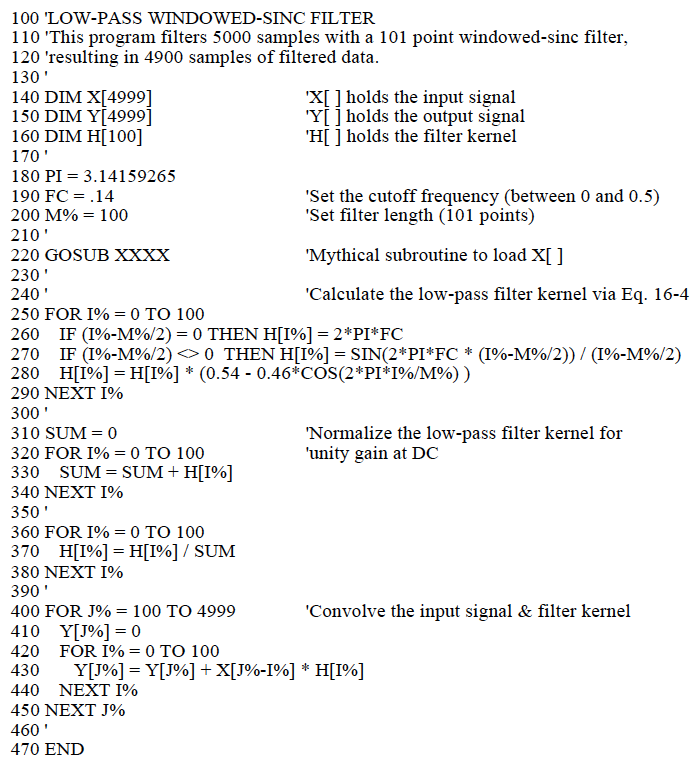 100 'LOW-PASS WINDOWED-SINC FILTER
110 'This program filters 5000 samples with a 101 point windowed-sinc filter,
120 'resulting in 4900 samples of filtered data.
130 '
140 DIM X[4999] 'X[ ] holds the input signal
150 DIM Y[4999] 'Y[ ] holds the output signal
160 DIM H[100] 'H[ ] holds the filter kernel
170 '
180 PI = 3.14159265
190 FC = .14 'Set the cutoff frequency (between 0 and 0.5)
200 M% = 100 'Set filter length (101 points)
210 '
220 GOSUB XXXX 'Mythical subroutine to load X[ ]
230 '
240 ' 'Calculate the low-pass filter kernel via Eq. 16-4
250 FOR I% = 0 TO 100
260 IF (I%-M%/2) = 0 THEN H[I%] = 2*PI*FC
270 IF (I%-M%/2) <> 0 THEN H[I%] = SIN(2*PI*FC * (I%-M%/2)) / (I%-M%/2)
280 H[I%] = H[I%] * (0.54 - 0.46*COS(2*PI*I%/M%) )
290 NEXT I%
300 '
310 SUM = 0 'Normalize the low-pass filter kernel for
320 FOR I% = 0 TO 100 'unity gain at DC
330 SUM = SUM + H[I%]
340 NEXT I%
350 '
360 FOR I% = 0 TO 100
370 H[I%] = H[I%] / SUM
380 NEXT I%
390 '
400 FOR J% = 100 TO 4999 'Convolve the input signal & filter kernel
410 Y[J%] = 0
420 FOR I% = 0 TO 100
430 Y[J%] = Y[J%] + X[J%-I%] * H[I%]
440 NEXT I%
450 NEXT J%
460 '
470 END